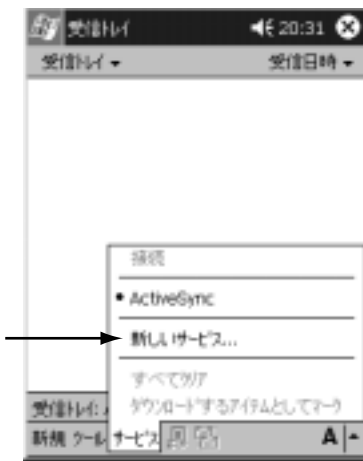 受信トレイ 20:31
受信トレイ 受信日時
接続
• ActiveSync
新しいサービス...
すべてクリア
ダウンロードするアイテムとしてマーク
受信トレイ:
新規 ツール サービス A